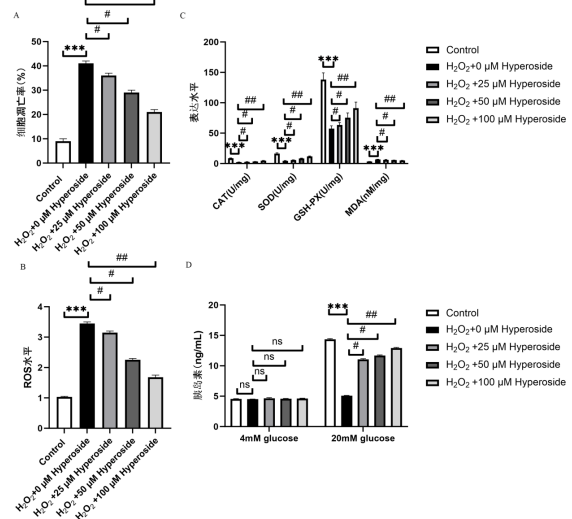 A
***
#
#
细胞凋亡率(%)
50
40
30
20
10
0
Control
H2O2+0 μM Hyperoside
H2O2 +25 μM Hyperoside
H2O2 +50 μM Hyperoside
H2O2 +100 μM Hyperoside
B
***
#
#
##
ROS水平
4
3
2
1
0
Control
H2O2+0 μM Hyperoside
H2O2 +25 μM Hyperoside
H2O2 +50 μM Hyperoside
H2O2 +100 μM Hyperoside
C
表达水平
200
150
100
50
0
***
#
#
##
***
#
#
##
***
#
#
##
***
#
#
##
CAT(U/mg)
SOD(U/mg)
GSH-PX(U/mg)
MDA(nM/mg)
Control
H2O2+0 μM Hyperoside
H2O2 +25 μM Hyperoside
H2O2 +50 μM Hyperoside
H2O2 +100 μM Hyperoside
D
胰岛素(ng/mL)
20
15
10
5
0
ns
ns
ns
ns
***
#
#
##
4mM glucose
20mM glucose
Control
H2O2+0 μM Hyperoside
H2O2 +25 μM Hyperoside
H2O2 +50 μM Hyperoside
H2O2 +100 μM Hyperoside